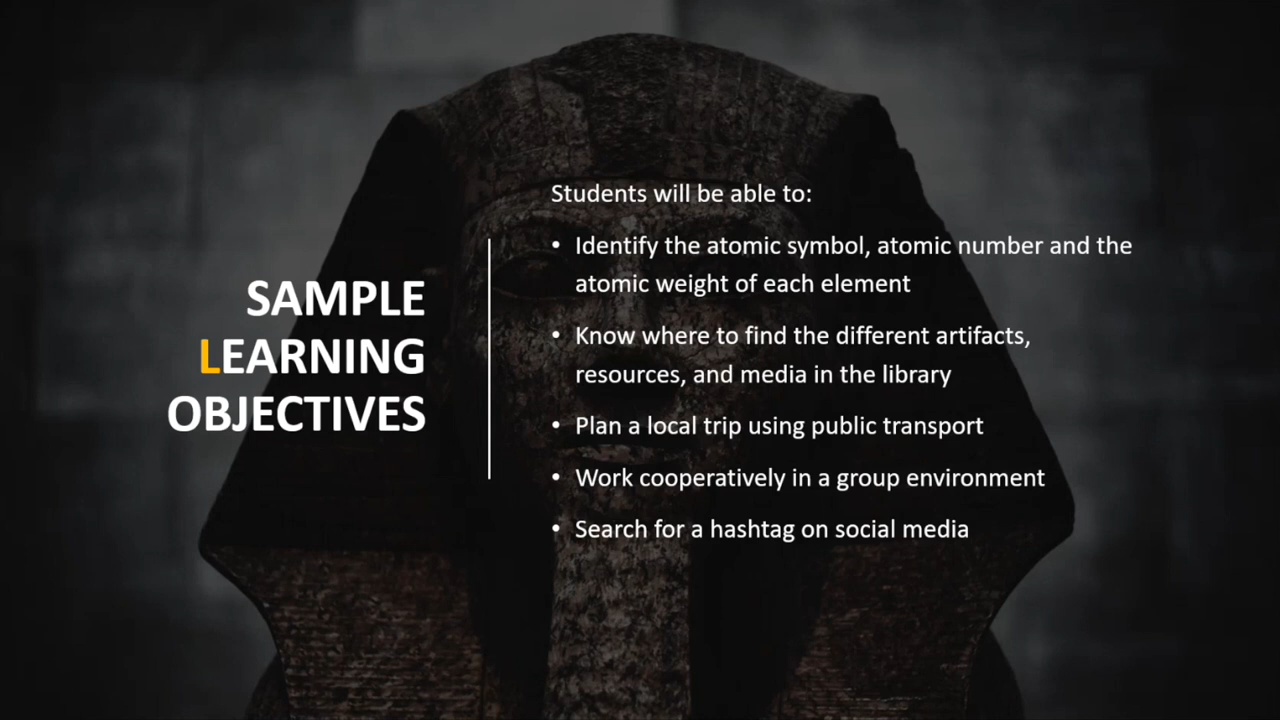 SAMPLE
LEARNING
OBJECTIVES
Students will be able to:
• Identify the atomic symbol, atomic number and the
atomic weight of each element
• Know where to find the different artifacts,
resources, and media in the library
• Plan a local trip using public transport
• Work cooperatively in a group environment
• Search for a hashtag on social media